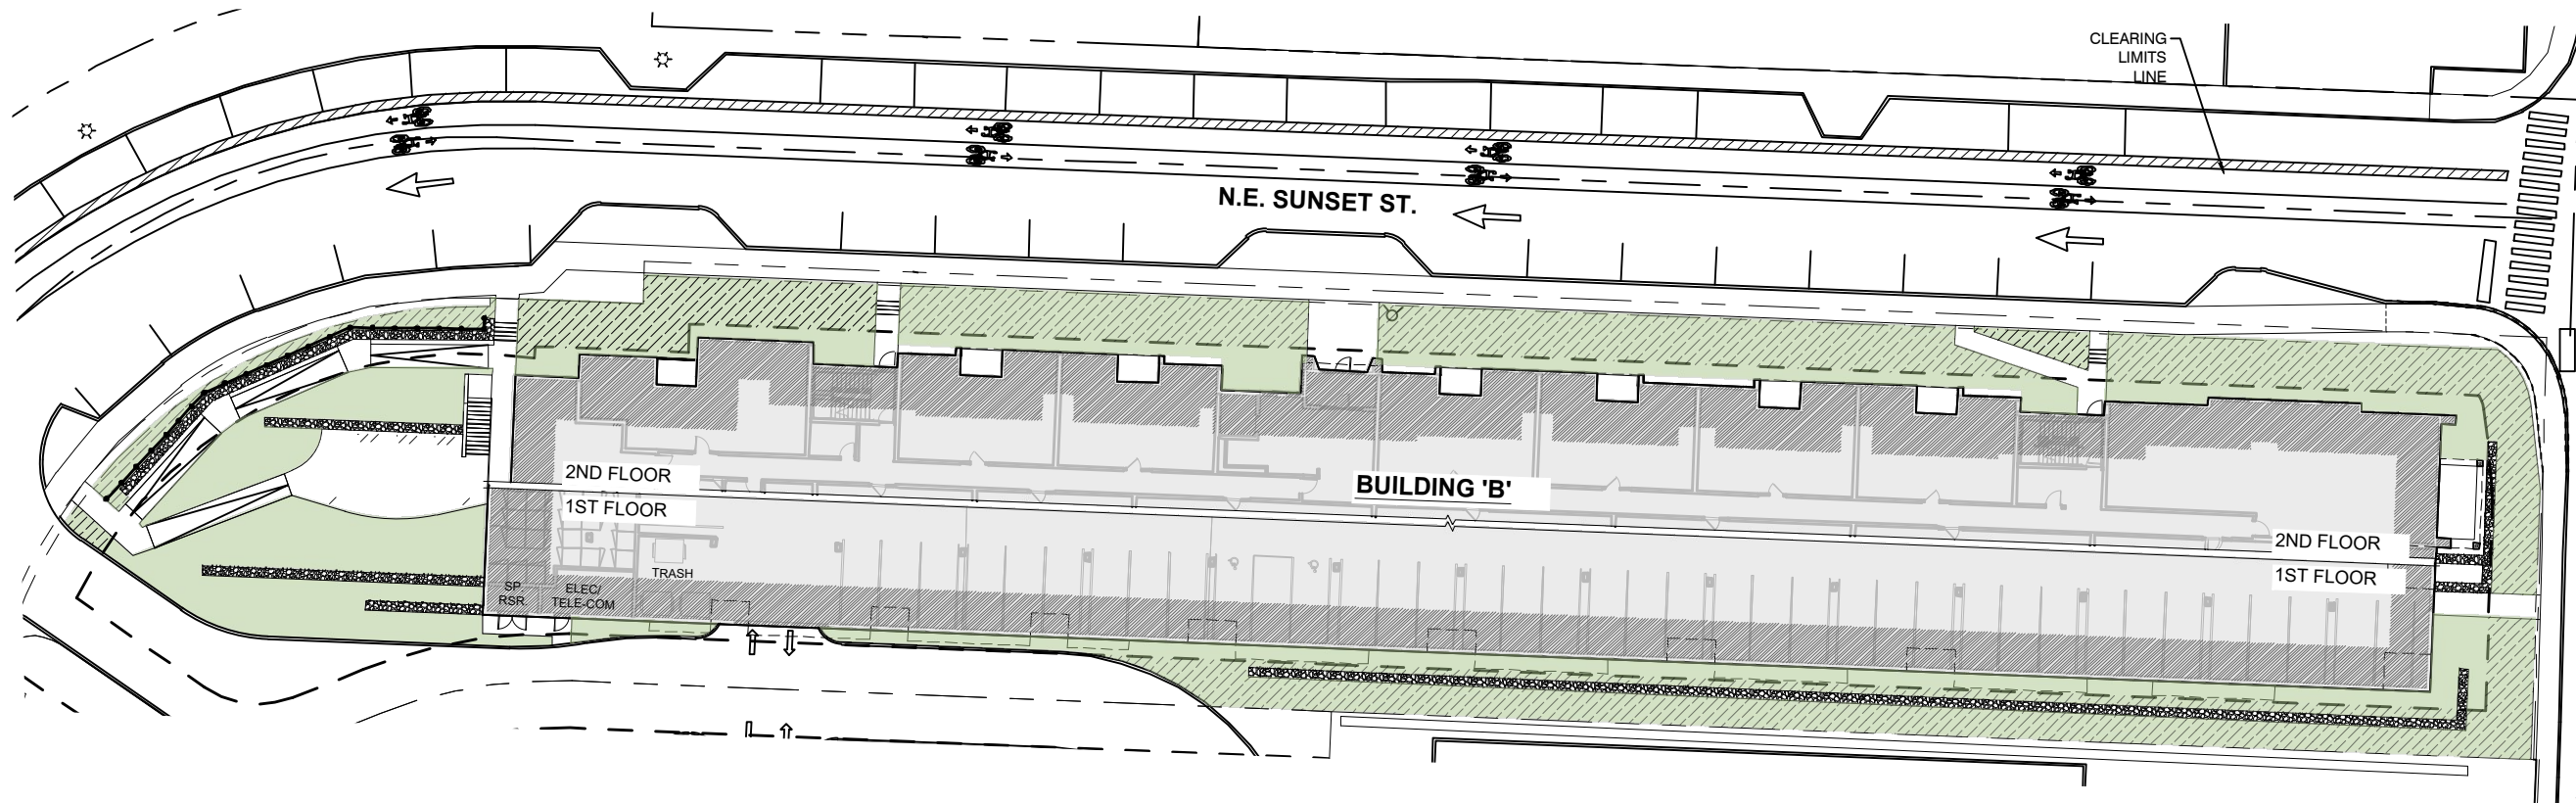 CLEARING
LIMITS
LINE
N.E. SUNSET ST.
2ND FLOOR
1ST FLOOR
BUILDING 'B'
2ND FLOOR
1ST FLOOR
TRASH
SP.
RSR.
ELEC/
TELE-COM